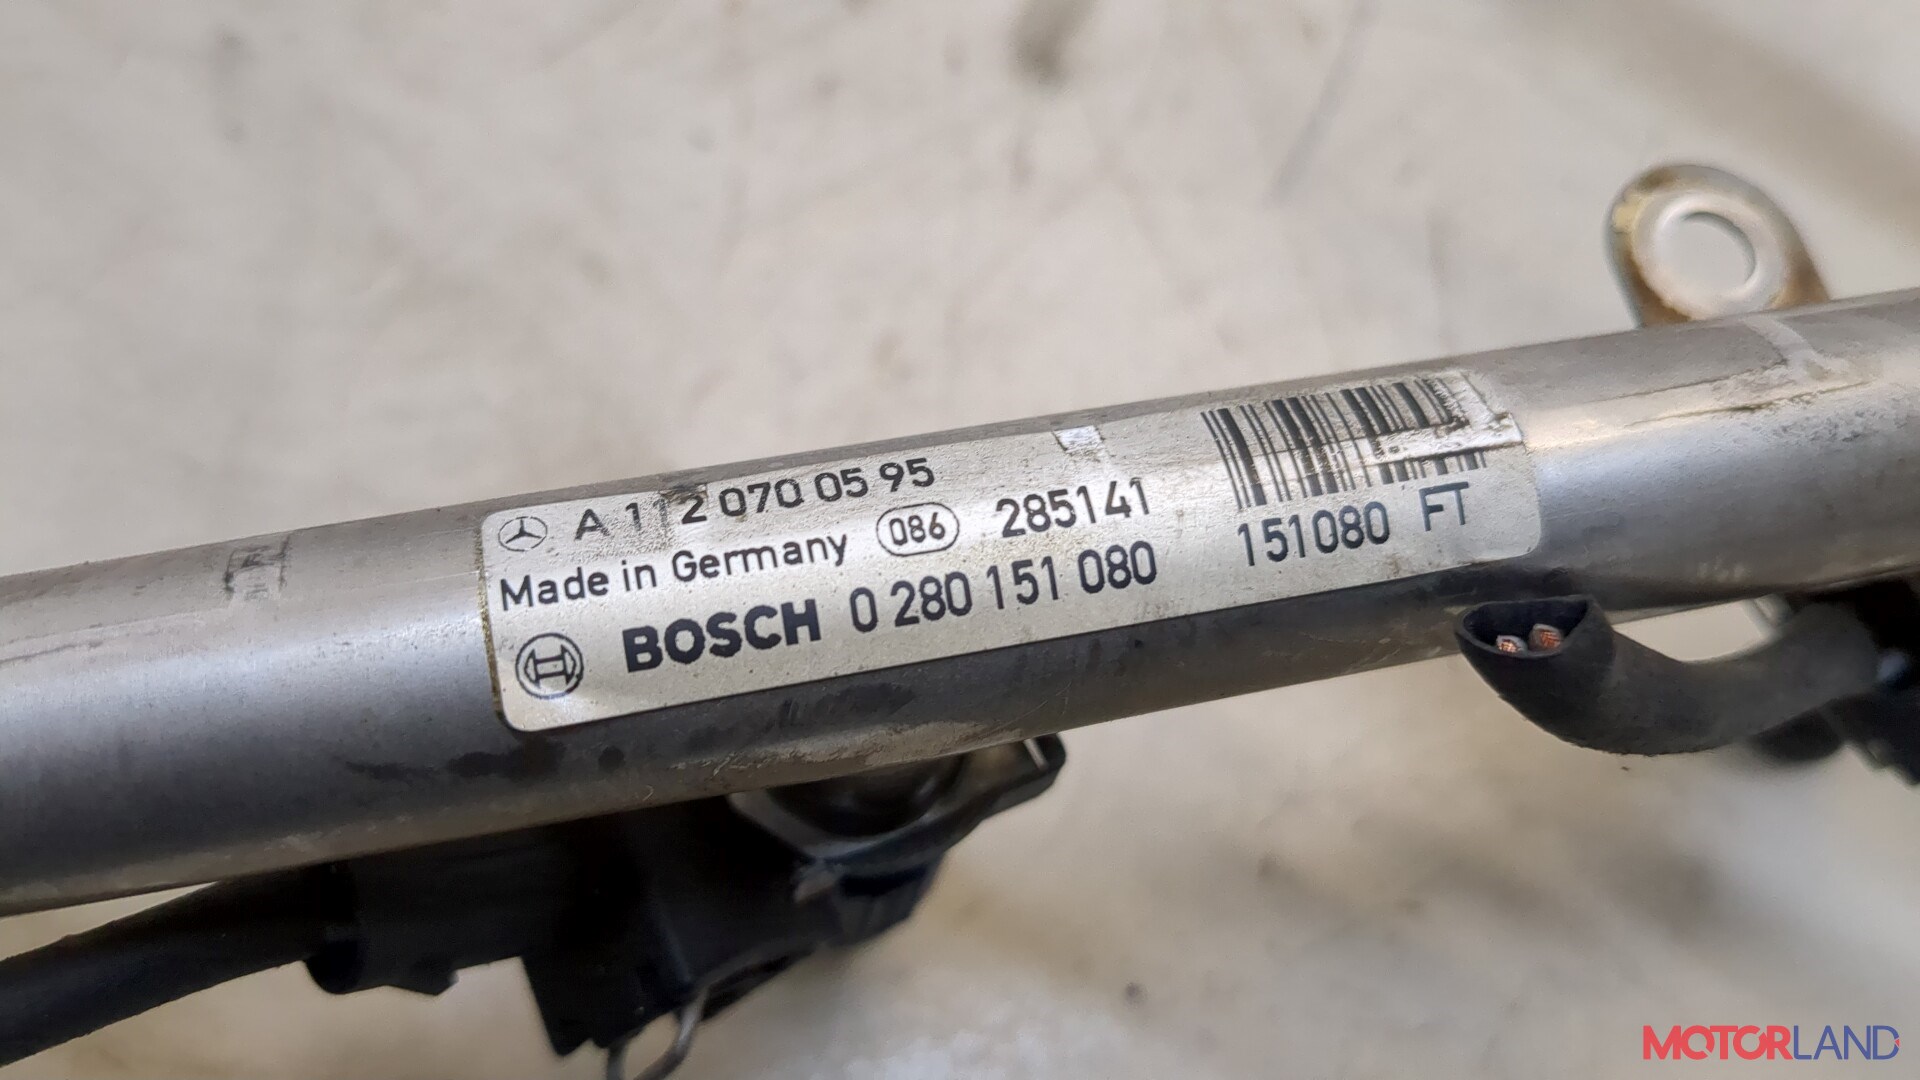 A 112 070 05 95
Made in Germany 086 285141
BOSCH 0 280 151 080
151080 FT
MOTORLAND